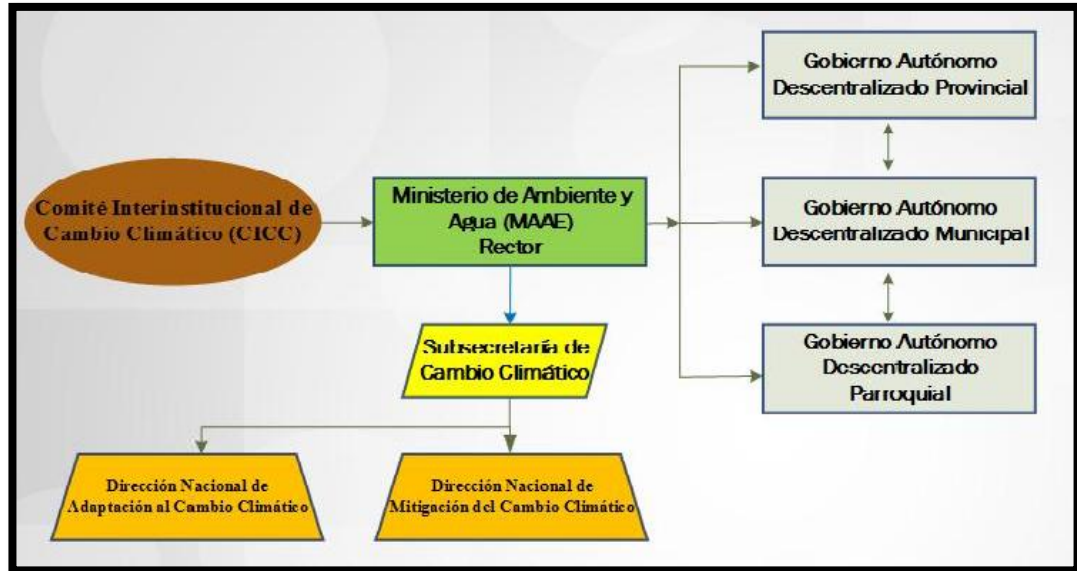 Comité Interinstitucional de
Cambio Climático (CICC)
Ministerio de Ambiente y
Agua (MAAE)
Rector
Subsecretaría de
Cambio Climático
Dirección Nacional de
Adaptación al Cambio Climático
Dirección Nacional de
Mitigación del Cambio Climático
Gobierno Autónomo
Descentralizado Provincial
Gobierno Autónomo
Descentralizado Municipal
Gobierno Autónomo
Descentralizado
Parroquial